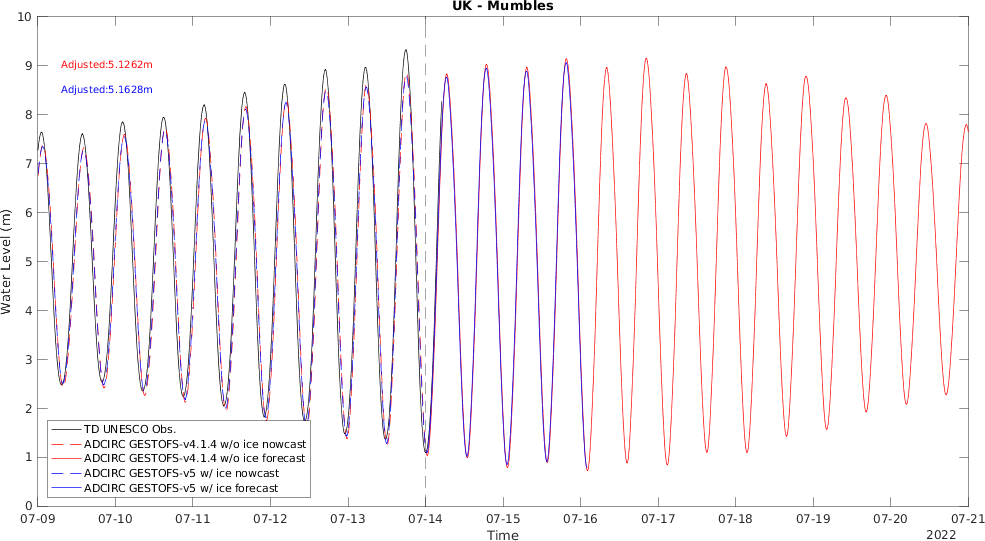 UK - Mumbles
10
9
8
7
6
5
4
3
2
1
0
Water Level (m)
Adjusted:5.1262m
Adjusted:5.1628m
TD UNESCO Obs.
ADCIRC GESTOFS-v4.1.4 w/o ice nowcast
ADCIRC GESTOFS-v4.1.4 w/o ice forecast
ADCIRC GESTOFS-v5 w/ ice nowcast
ADCIRC GESTOFS-v5 w/ ice forecast
07-09 07-10 07-11 07-12 07-13 07-14 07-15 07-16 07-17 07-18 07-19 07-20 07-21
Time
2022